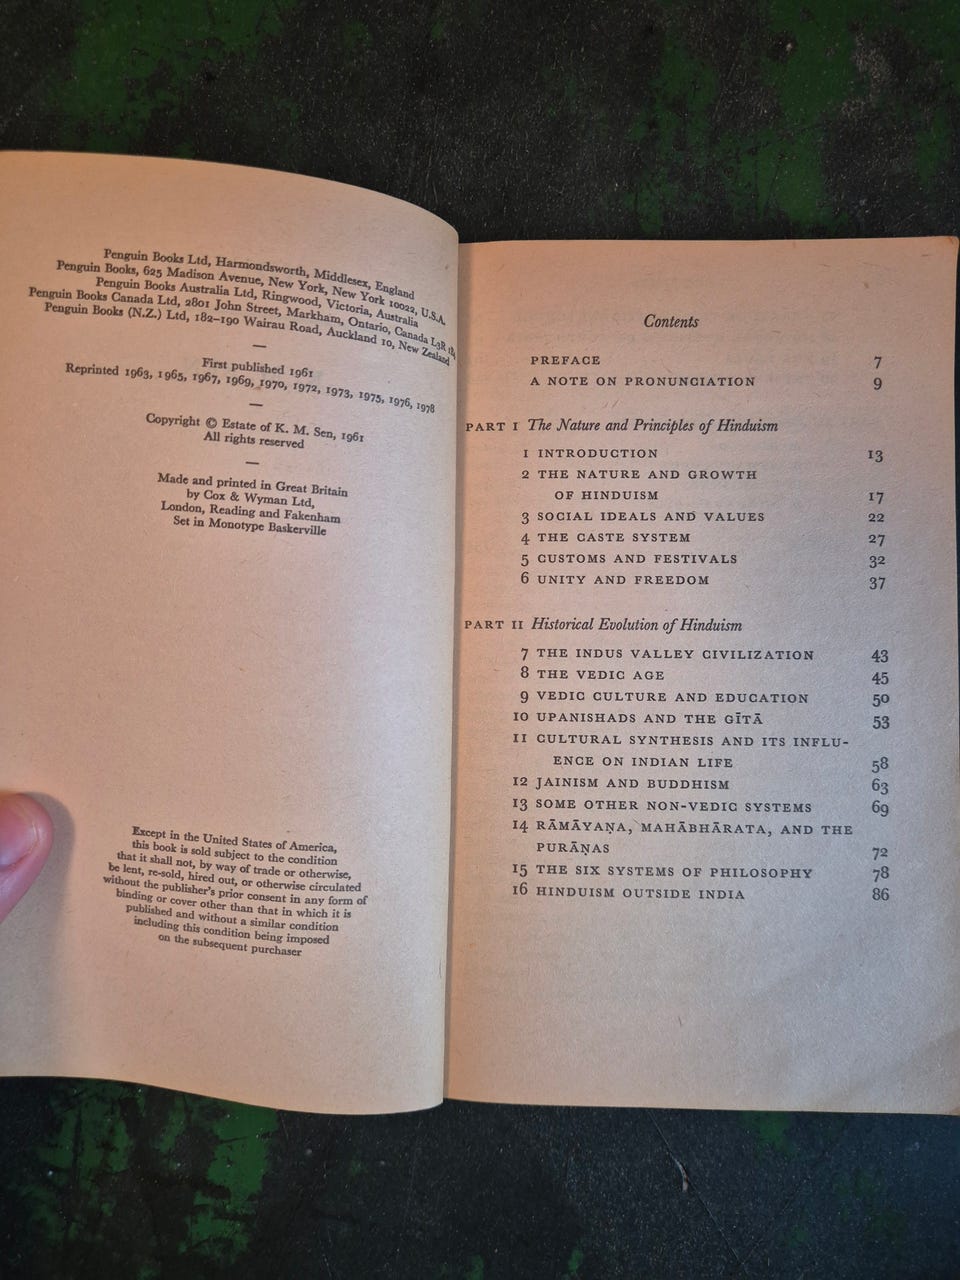 Penguin Books Ltd, Harmondsworth, Middlesex, England
Penguin Books, 625 Madison Avenue, New York, New York 10022, U.S.A.
Penguin Books Australia Ltd, Ringwood, Victoria, Australia
Penguin Books Canada Ltd, 2801 John Street, Markham, Ontario, Canada L3R 1B4
Penguin Books (N.Z.) Ltd, 182–190 Wairau Road, Auckland 10, New Zealand
—
First published 1961
Reprinted 1963, 1965, 1967, 1969, 1970, 1972, 1973, 1975, 1976, 1978
—
Copyright © Estate of K. M. Sen, 1961
All rights reserved
—
Made and printed in Great Britain
by Cox & Wyman Ltd,
London, Reading and Fakenham
Set in Monotype Baskerville
Except in the United States of America,
this book is sold subject to the condition
that it shall not, by way of trade or otherwise,
be lent, re-sold, hired out, or otherwise circulated
without the publisher's prior consent in any form of
binding or cover other than that in which it is
published and without a similar condition
including this condition being imposed
on the subsequent purchaser
Contents
PREFACE 7
A NOTE ON PRONUNCIATION 9
PART I The Nature and Principles of Hinduism
1 INTRODUCTION 13
2 THE NATURE AND GROWTH
OF HINDUISM 17
3 SOCIAL IDEALS AND VALUES 22
4 THE CASTE SYSTEM 27
5 CUSTOMS AND FESTIVALS 32
6 UNITY AND FREEDOM 37
PART II Historical Evolution of Hinduism
7 THE INDUS VALLEY CIVILIZATION 43
8 THE VEDIC AGE 45
9 VEDIC CULTURE AND EDUCATION 50
10 UPANISHADS AND THE GĪTĀ 53
11 CULTURAL SYNTHESIS AND ITS INFLU-
ENCE ON INDIAN LIFE 58
12 JAINISM AND BUDDHISM 63
13 SOME OTHER NON-VEDIC SYSTEMS 69
14 RĀMĀYAṆA, MAHĀBHĀRATA, AND THE
PURĀṆAS 72
15 THE SIX SYSTEMS OF PHILOSOPHY 78
16 HINDUISM OUTSIDE INDIA 86